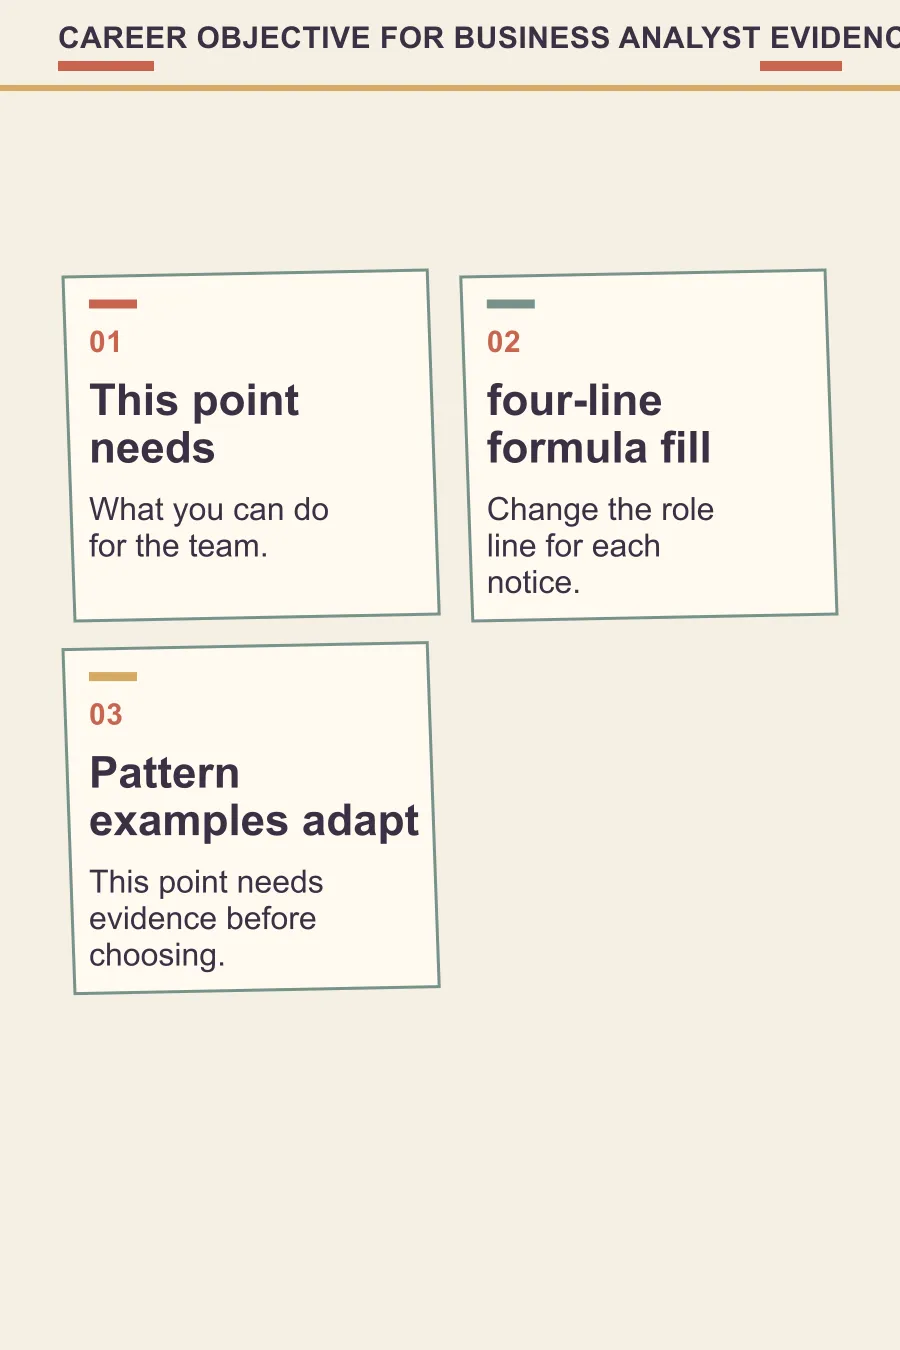 CAREER OBJECTIVE FOR BUSINESS ANALYST EVIDENC
01
This point
needs
What you can do
for the team.
02
four-line
formula fill
Change the role
line for each
notice.
03
Pattern
examples adapt
This point needs
evidence before
choosing.